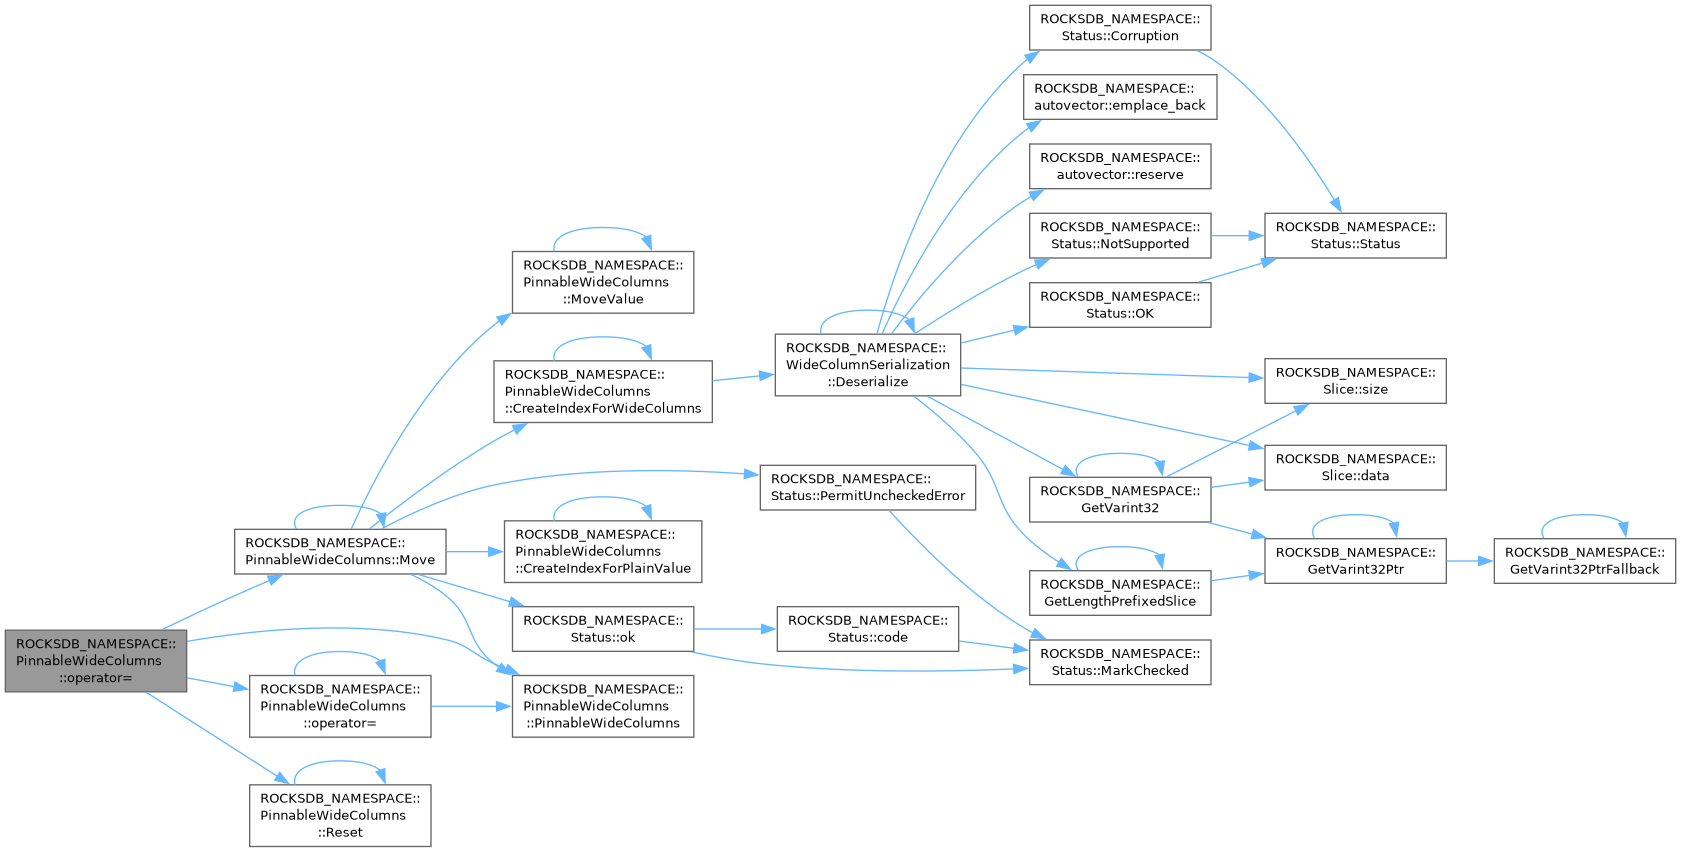 ROCKSDB_NAMESPACE::
PinnableWideColumns
::operator=
ROCKSDB_NAMESPACE::
PinnableWideColumns::Move
ROCKSDB_NAMESPACE::
PinnableWideColumns
::operator=
ROCKSDB_NAMESPACE::
PinnableWideColumns
::Reset
ROCKSDB_NAMESPACE::
PinnableWideColumns
::MoveValue
ROCKSDB_NAMESPACE::
PinnableWideColumns
::CreateIndexForWideColumns
ROCKSDB_NAMESPACE::
PinnableWideColumns
::CreateIndexForPlainValue
ROCKSDB_NAMESPACE::
Status::ok
ROCKSDB_NAMESPACE::
PinnableWideColumns
::PinnableWideColumns
ROCKSDB_NAMESPACE::
WideColumnSerialization
::Deserialize
ROCKSDB_NAMESPACE::
Status::PermitUncheckedError
ROCKSDB_NAMESPACE::
Status::code
ROCKSDB_NAMESPACE::
Status::Corruption
ROCKSDB_NAMESPACE::
autovector::emplace_back
ROCKSDB_NAMESPACE::
autovector::reserve
ROCKSDB_NAMESPACE::
Status::NotSupported
ROCKSDB_NAMESPACE::
Status::OK
ROCKSDB_NAMESPACE::
GetVarint32
ROCKSDB_NAMESPACE::
GetLengthPrefixedSlice
ROCKSDB_NAMESPACE::
Status::MarkChecked
ROCKSDB_NAMESPACE::
Status::Status
ROCKSDB_NAMESPACE::
Slice::size
ROCKSDB_NAMESPACE::
Slice::data
ROCKSDB_NAMESPACE::
GetVarint32Ptr
ROCKSDB_NAMESPACE::
GetVarint32PtrFallback